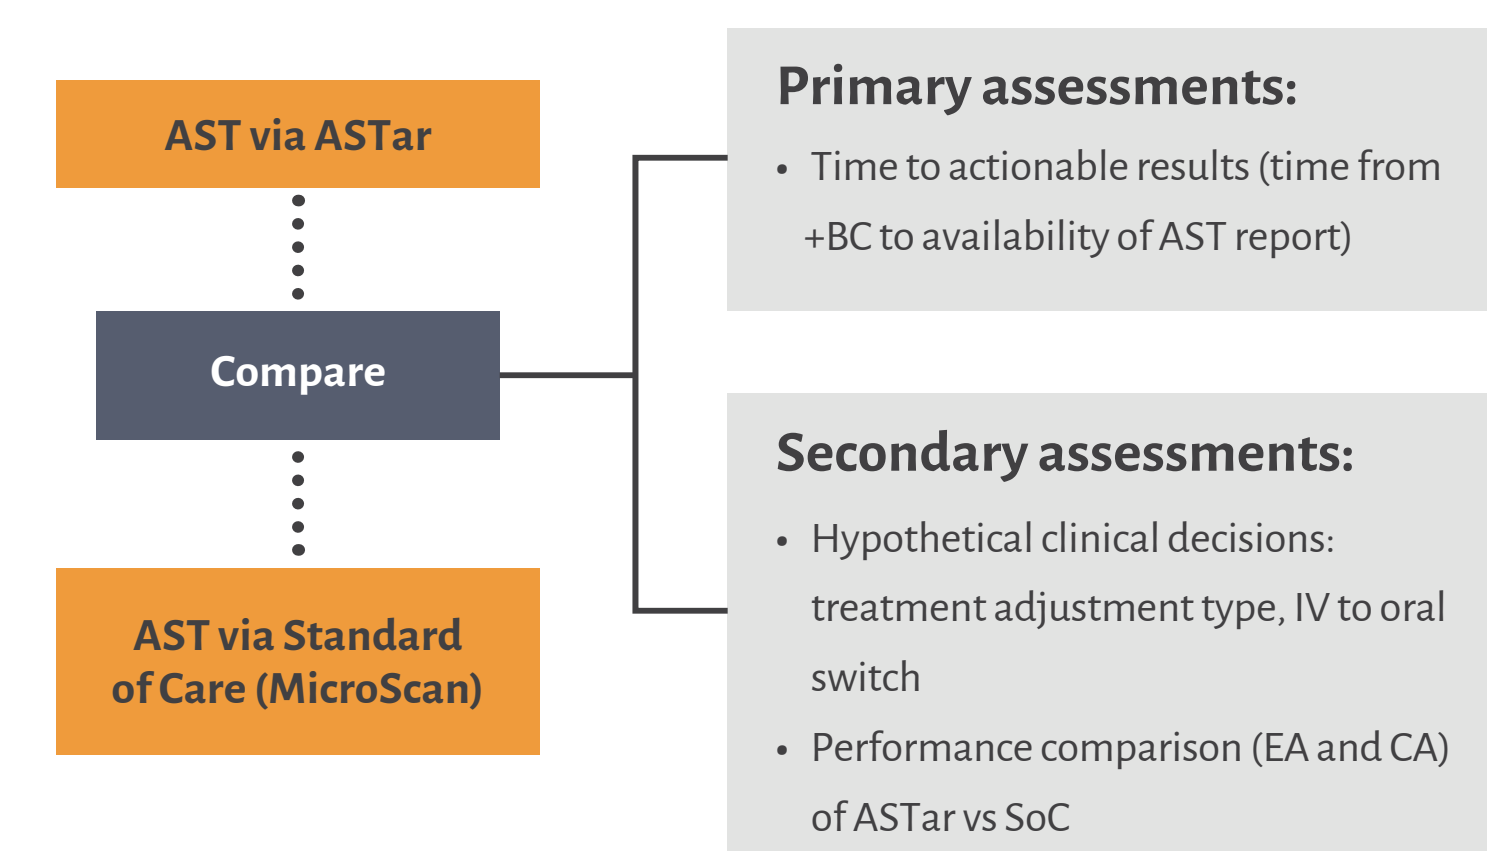 AST via ASTar
Compare
AST via Standard
of Care (MicroScan)
Primary assessments:
• Time to actionable results (time from
+BC to availability of AST report)
Secondary assessments:
• Hypothetical clinical decisions:
treatment adjustment type, IV to oral
switch
• Performance comparison (EA and CA)
of ASTar vs SoC